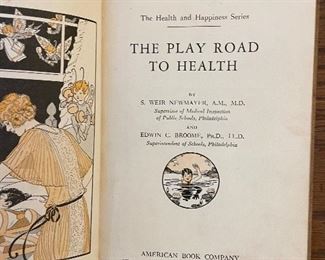 The Health and Happiness Series
THE PLAY ROAD
TO HEALTH
BY
S. WEIR NEWMAYER, A.M., M.D.
Supervisor of Medical Inspection
of Public Schools, Philadelphia
AND
EDWIN C. BROOME, Ph.D., LL.D.
Superintendent of Schools, Philadelphia
AMERICAN BOOK COMPANY